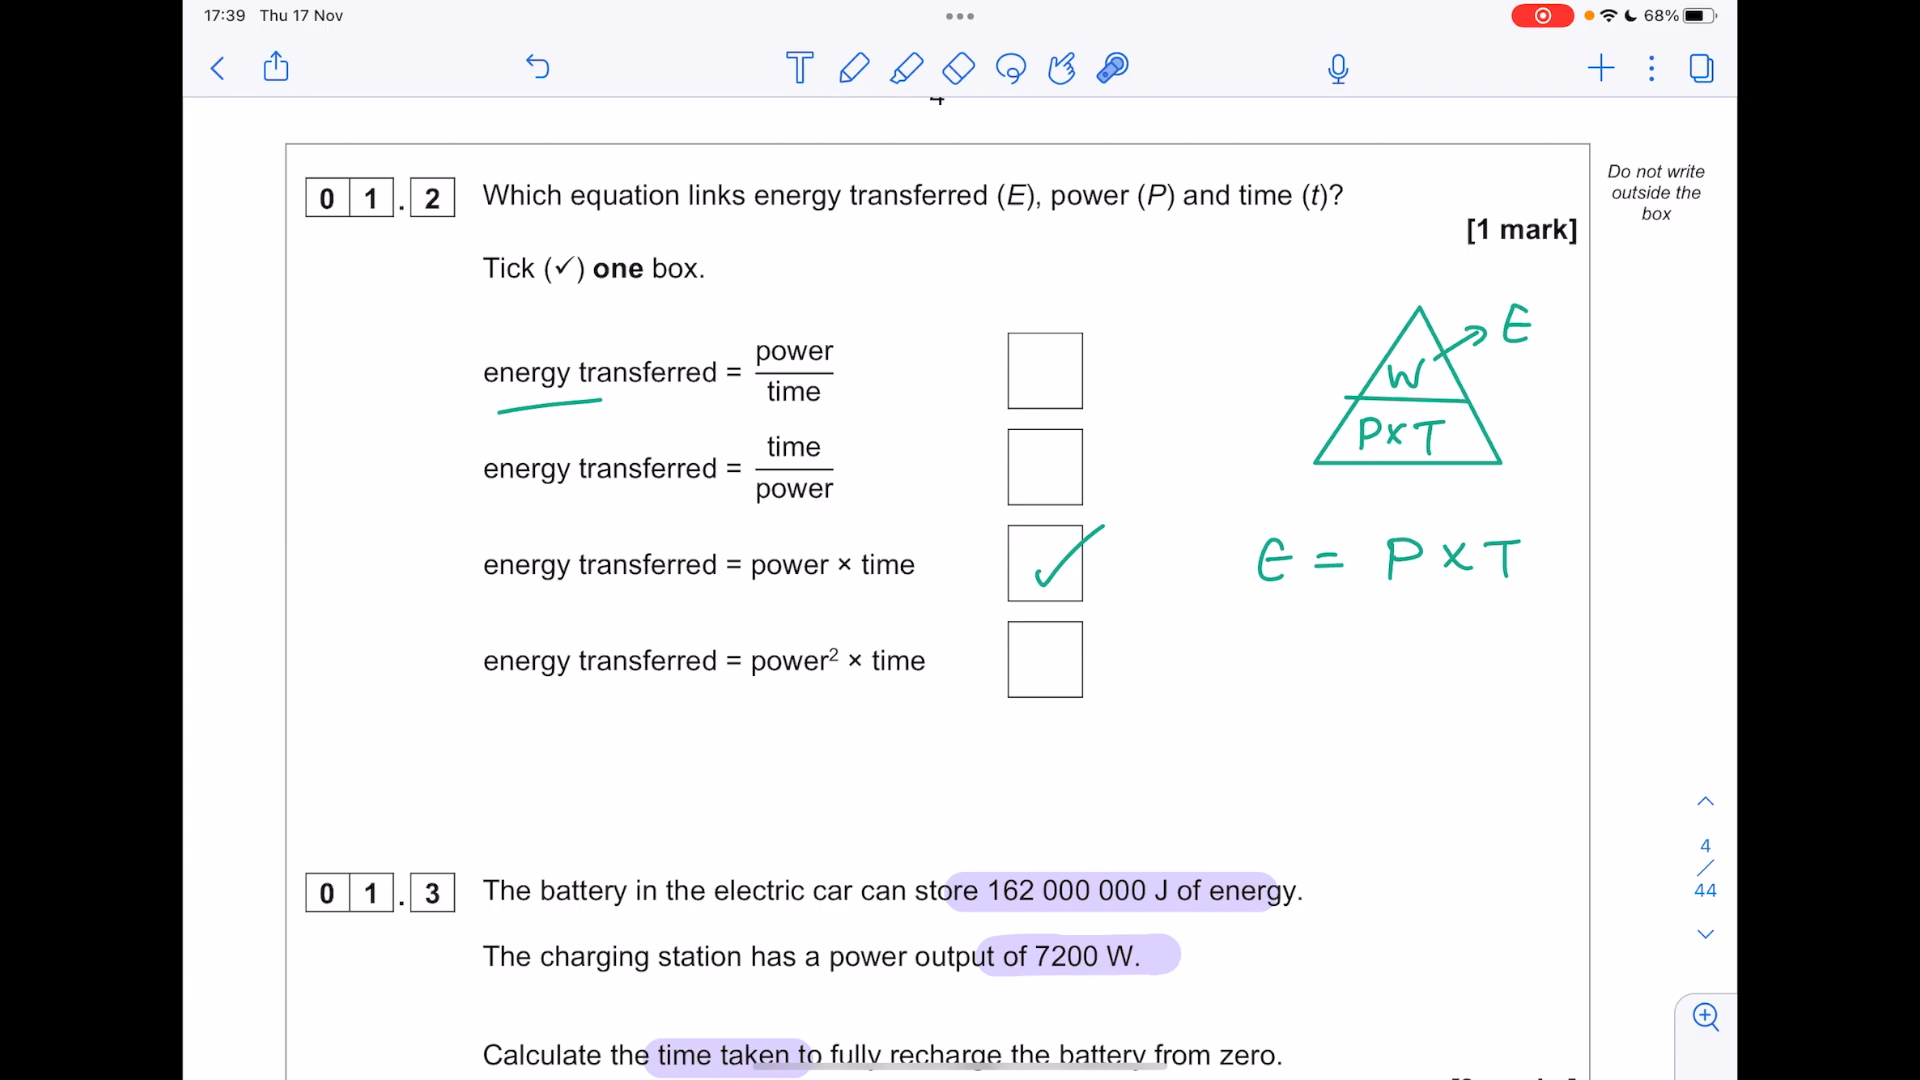 17:39 Thu 17 Nov
68%
4
Do not write
outside the
box
0 1 . 2 Which equation links energy transferred (E), power (P) and time (t)?
[1 mark]
Tick (✓) one box.
energy transferred = power / time
energy transferred = time / power
energy transferred = power × time ✓
energy transferred = power² × time
E
W
P x T
E = P x T
0 1 . 3 The battery in the electric car can store 162 000 000 J of energy.
The charging station has a power output of 7200 W.
Calculate the time taken to fully recharge the battery from zero.
4
/
44